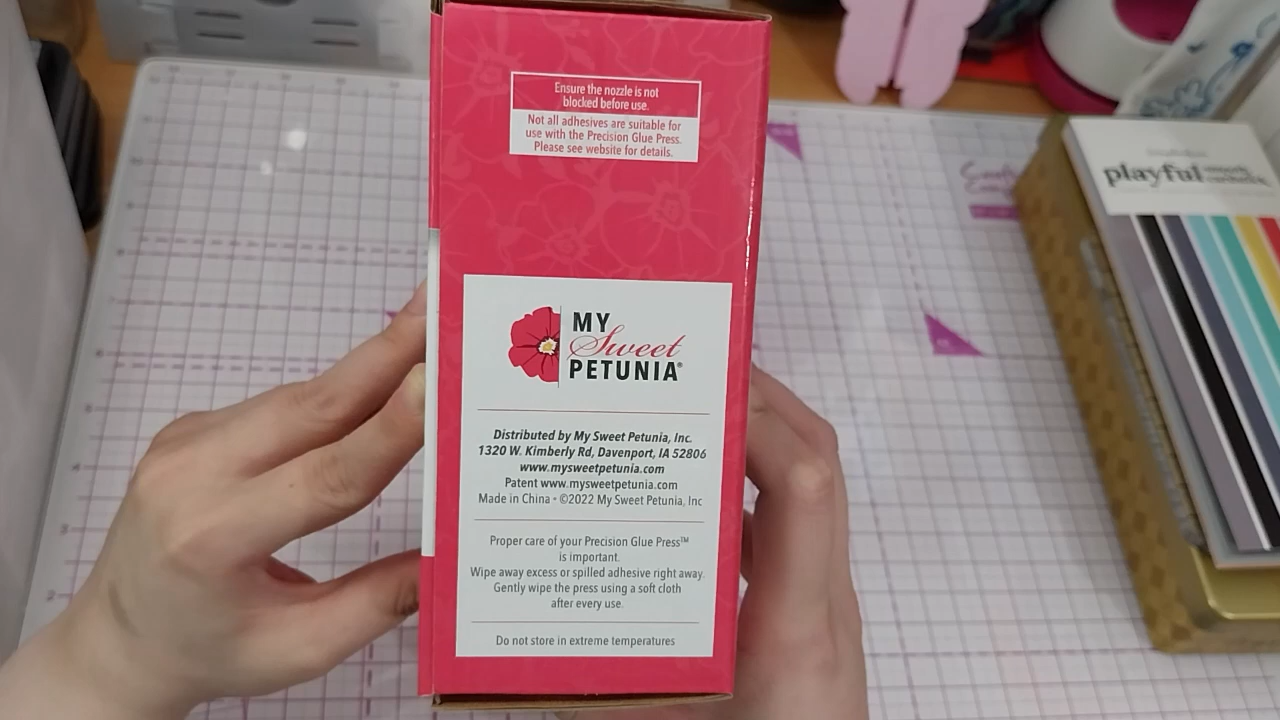 Ensure the nozzle is not
blocked before use.
Not all adhesives are suitable for
use with the Precision Glue Press.
Please see website for details.
MY
Sweet
PETUNIA®
Distributed by My Sweet Petunia, Inc.
1320 W. Kimberly Rd, Davenport, IA 52806
www.mysweetpetunia.com
Patent www.mysweetpetunia.com
Made in China • ©2022 My Sweet Petunia, Inc
Proper care of your Precision Glue Press™
is important.
Wipe away excess or spilled adhesive right away.
Gently wipe the press using a soft cloth
after every use.
Do not store in extreme temperatures
playful